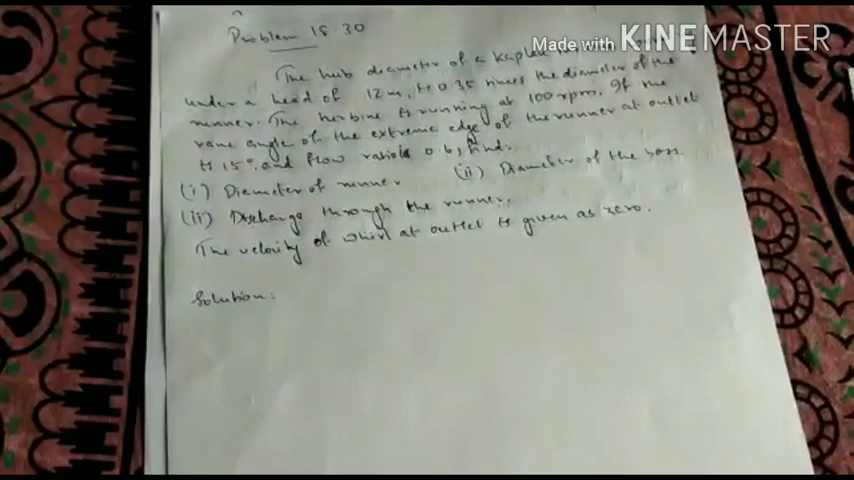 Problem 18.30
Made with KINEMASTER
The hub diameter of a Kaplan
under a head of 12 m, is 0.35 times the diameter of the
runner. The turbine is running at 100 rpm. If the
vane angle of the extreme edge of the runner at outlet
is 15°. and flow ratio is 0.6, find:
(i) Diameter of runner (ii) Diameter of the boss.
(iii) Discharge through the runner.
The velocity of whirl at outlet is given as zero.
Solution: